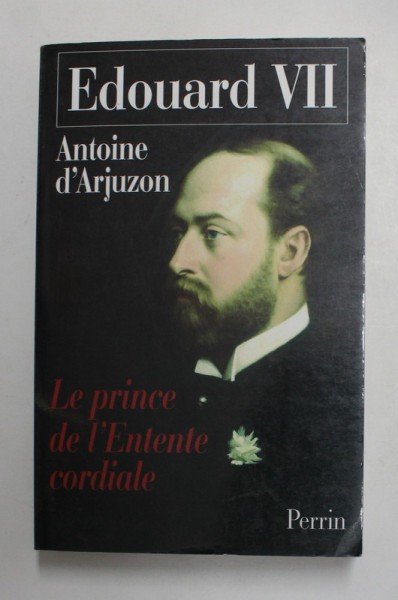 Edouard VII
Antoine
d'Arjuzon
Le prince
de l'Entente
cordiale
Perrin